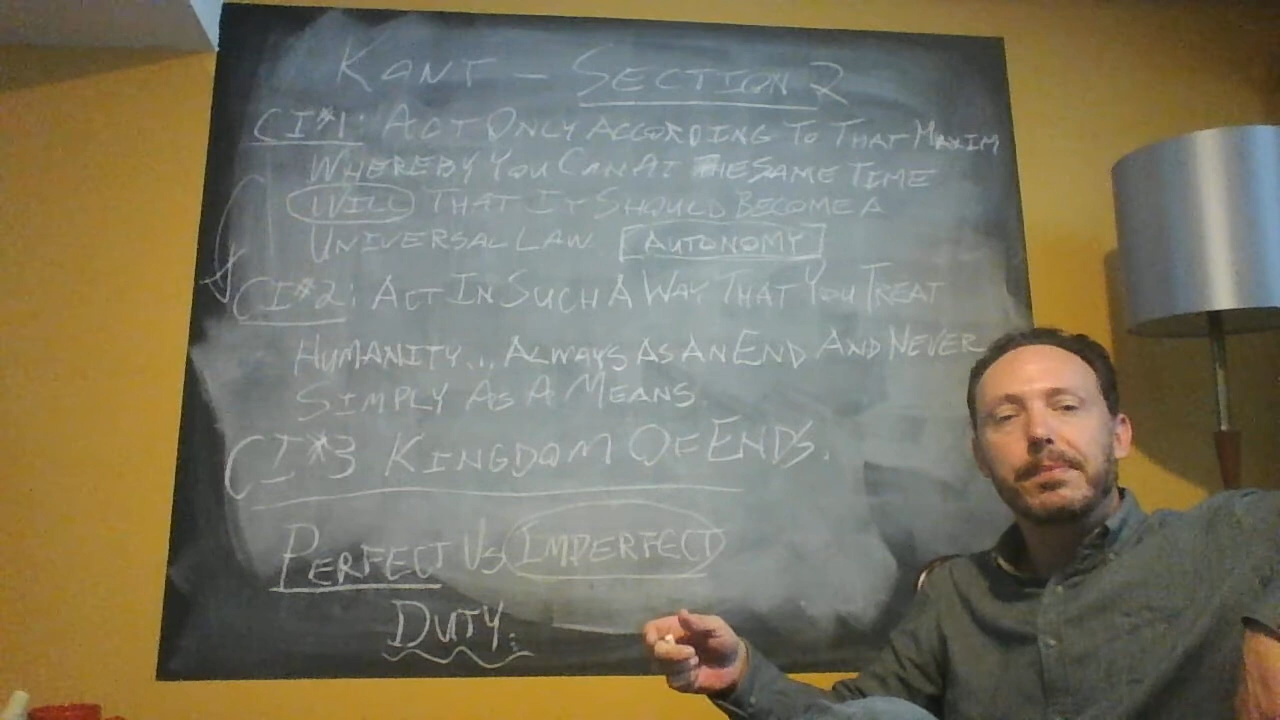 KANT – SECTION 2
CI#1: ACT ONLY ACCORDING TO THAT MAXIM
WHEREBY YOU CAN AT THE SAME TIME
WILL THAT IT SHOULD BECOME A
UNIVERSAL LAW. AUTONOMY
CI#2: ACT IN SUCH A WAY THAT YOU TREAT
HUMANITY... ALWAYS AS AN END AND NEVER
SIMPLY AS A MEANS.
CI#3 KINGDOM OF ENDS.
PERFECT VS IMPERFECT
DUTY: